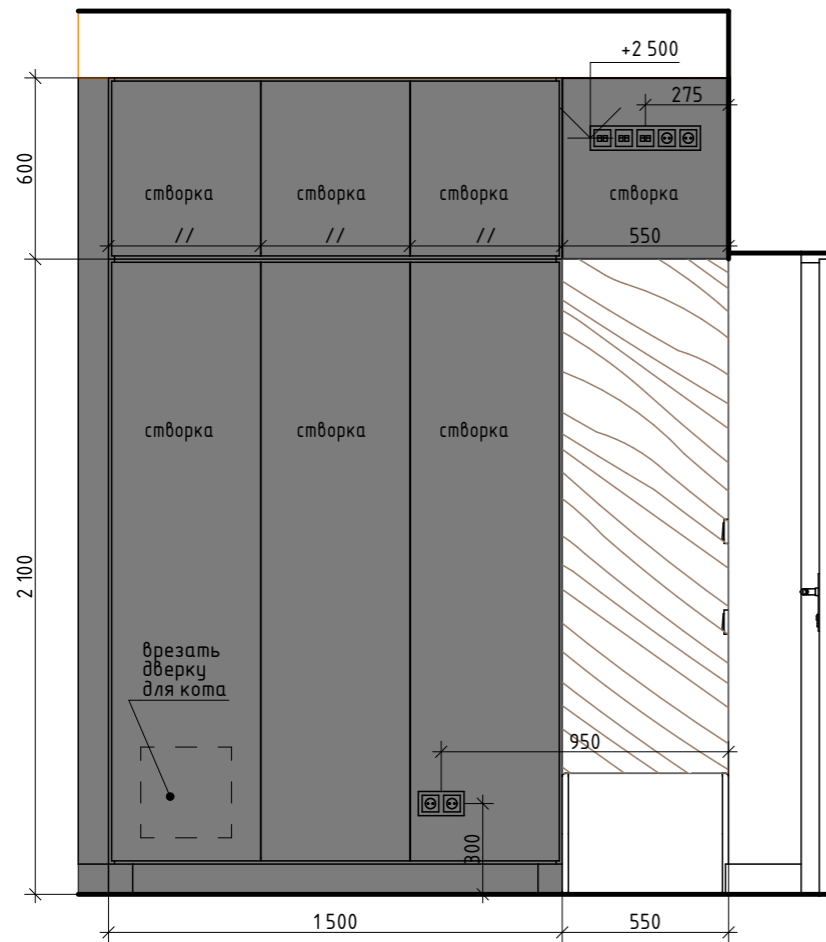 +2 500
275
600
створка
створка
створка
створка
//
//
//
550
створка
створка
створка
2 100
врезать
дверку
для кота
950
300
1 500
550